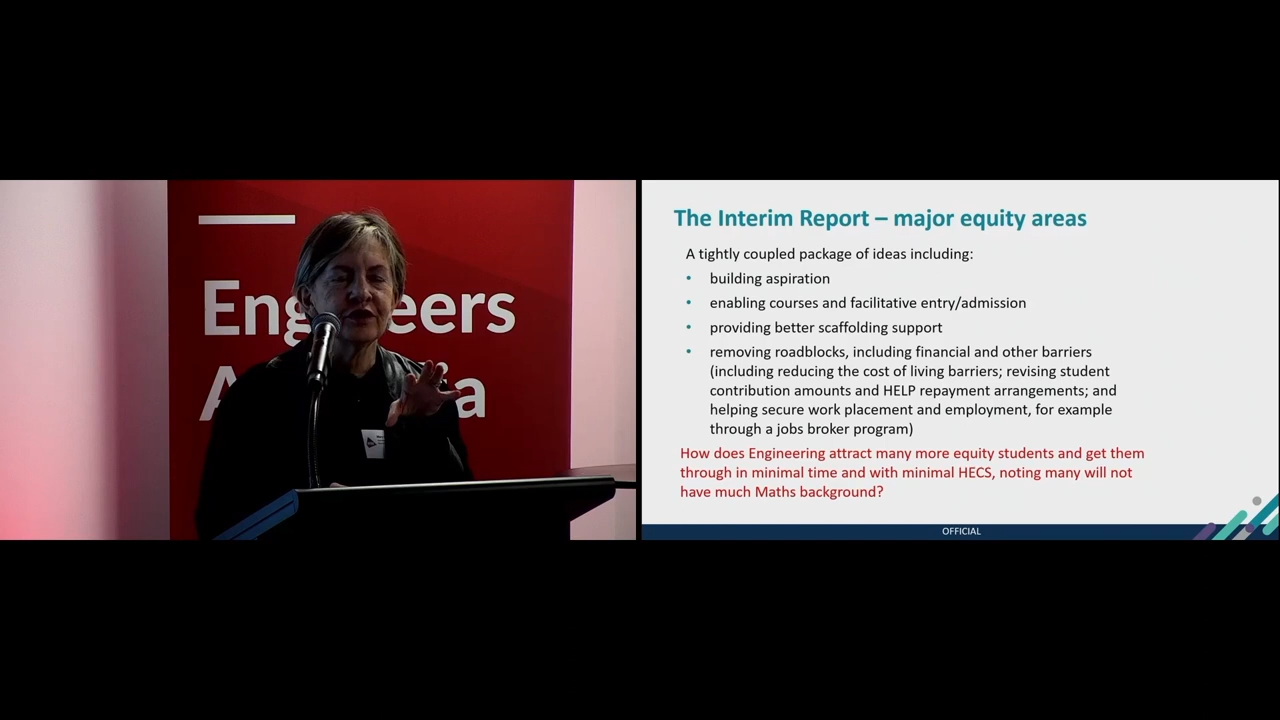 Eng eers
A ia
The Interim Report – major equity areas
A tightly coupled package of ideas including:
• building aspiration
• enabling courses and facilitative entry/admission
• providing better scaffolding support
• removing roadblocks, including financial and other barriers
(including reducing the cost of living barriers; revising student
contribution amounts and HELP repayment arrangements; and
helping secure work placement and employment, for example
through a jobs broker program)
How does Engineering attract many more equity students and get them
through in minimal time and with minimal HECS, noting many will not
have much Maths background?
OFFICIAL